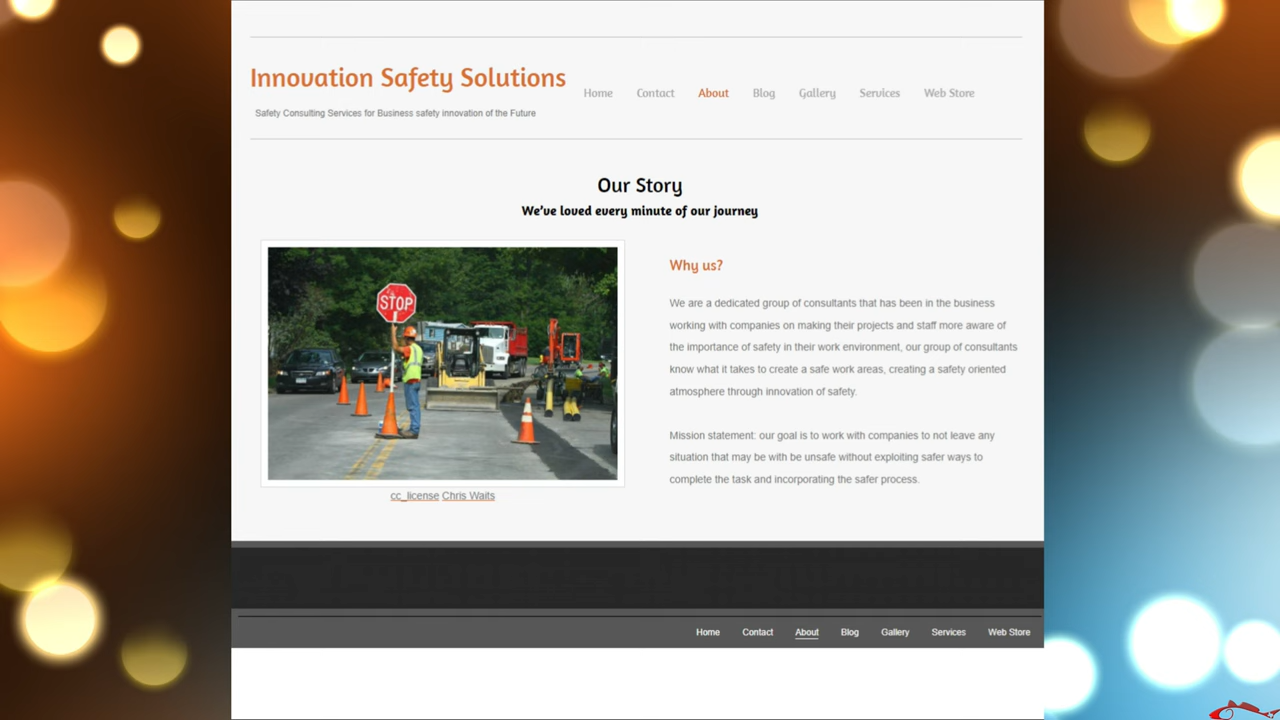 Innovation Safety Solutions
Home Contact About Blog Gallery Services Web Store
Safety Consulting Services for Business safety innovation of the Future
Our Story
We've loved every minute of our journey
STOP
cc_license Chris Waits
Why us?
We are a dedicated group of consultants that has been in the business
working with companies on making their projects and staff more aware of
the importance of safety in their work environment, our group of consultants
know what it takes to create a safe work areas, creating a safety oriented
atmosphere through innovation of safety.
Mission statement: our goal is to work with companies to not leave any
situation that may be with be unsafe without exploiting safer ways to
complete the task and incorporating the safer process.
Home Contact About Blog Gallery Services Web Store